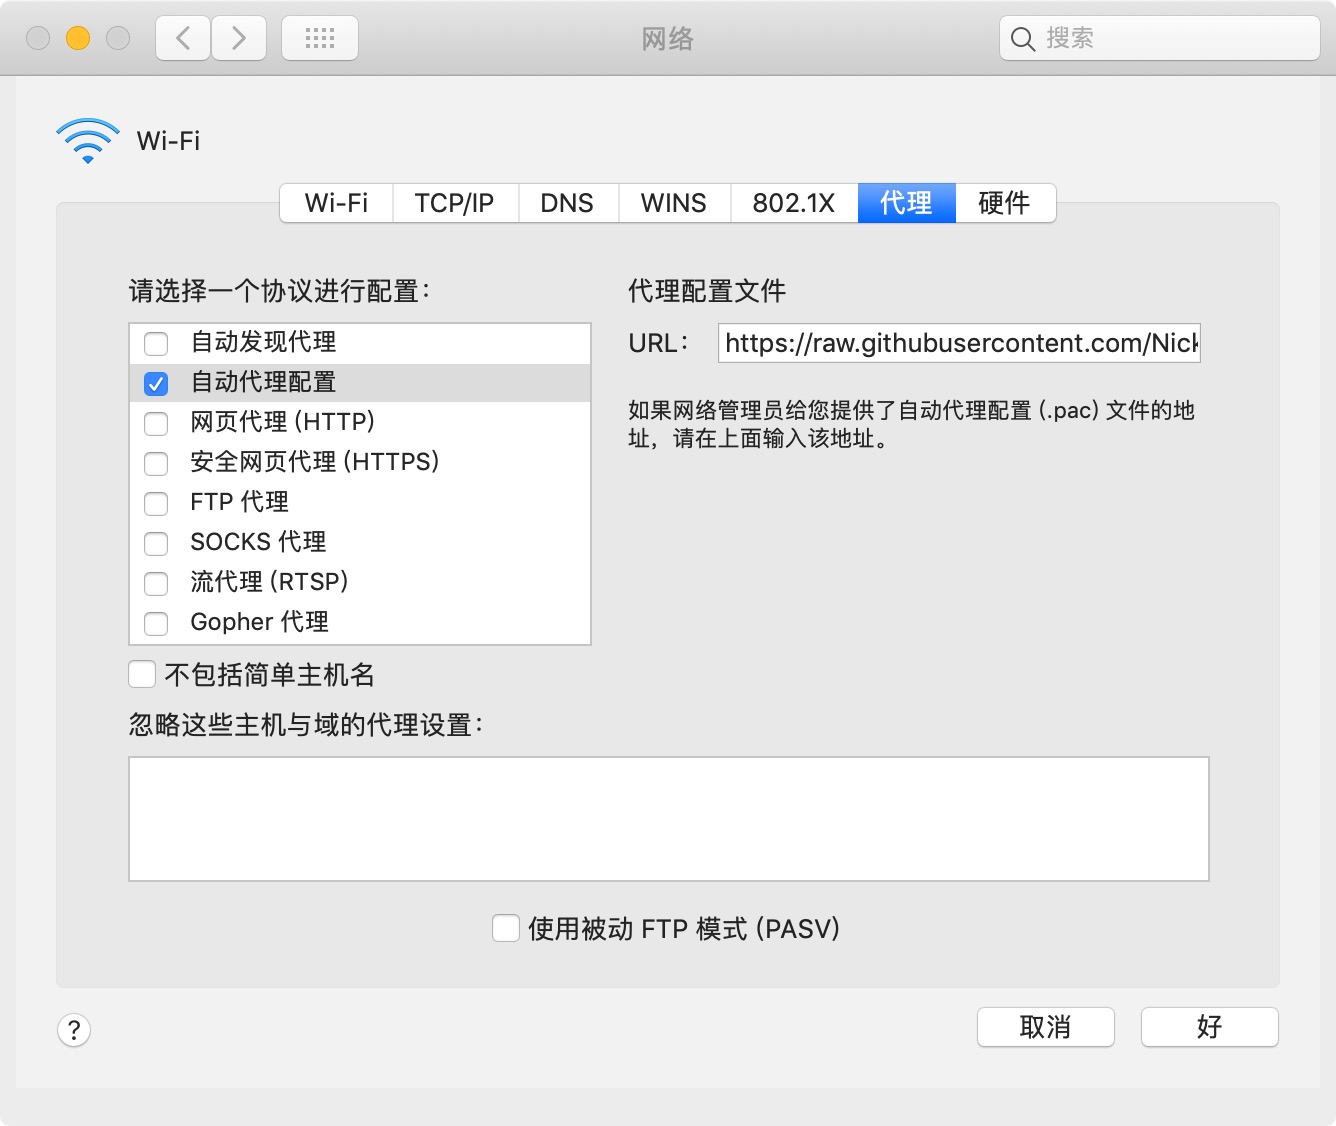 网络
搜索
Wi-Fi
Wi-Fi TCP/IP DNS WINS 802.1X 代理 硬件
请选择一个协议进行配置：
自动发现代理
自动代理配置
网页代理 (HTTP)
安全网页代理 (HTTPS)
FTP 代理
SOCKS 代理
流代理 (RTSP)
Gopher 代理
不包括简单主机名
代理配置文件
URL： https://raw.githubusercontent.com/Nick
如果网络管理员给您提供了自动代理配置 (.pac) 文件的地
址，请在上面输入该地址。
忽略这些主机与域的代理设置：
使用被动 FTP 模式 (PASV)
?
取消
好